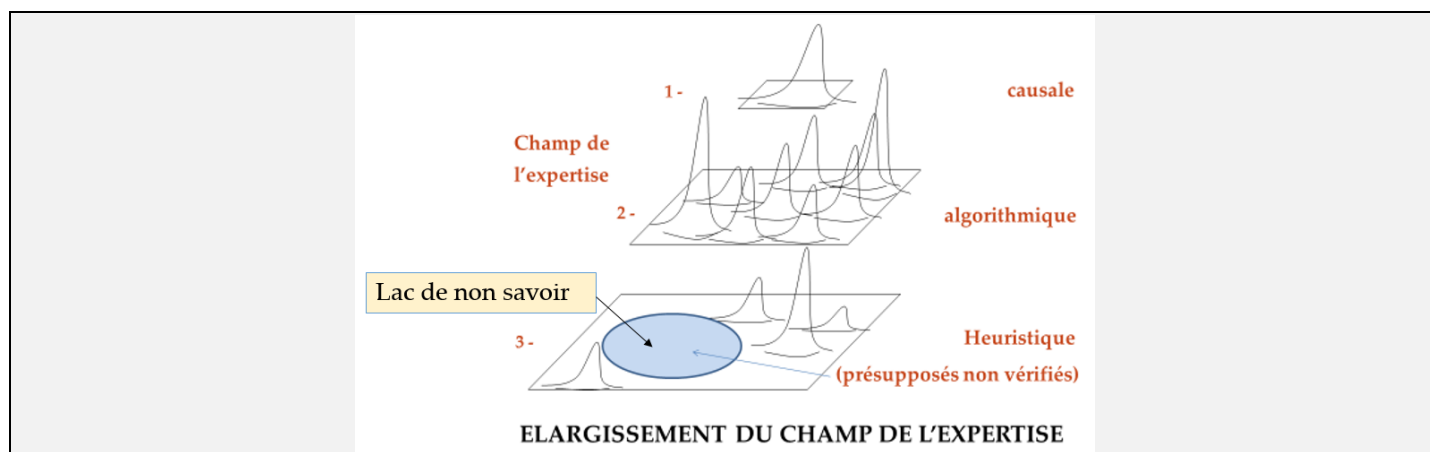 1 -
causale
Champ de
l'expertise
2 -
algorithmique
Lac de non savoir
3 -
Heuristique
(présupposés non vérifiés)
ELARGISSEMENT DU CHAMP DE L'EXPERTISE